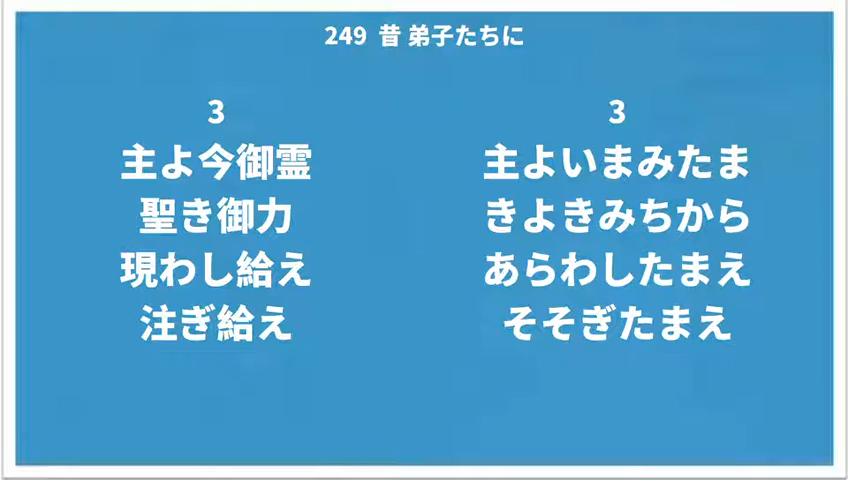 249 昔 弟子たちに
3
主よ今御霊
聖き御力
現わし給え
注ぎ給え
3
主よいまみたま
きよきみちから
あらわしたまえ
そそぎたまえ